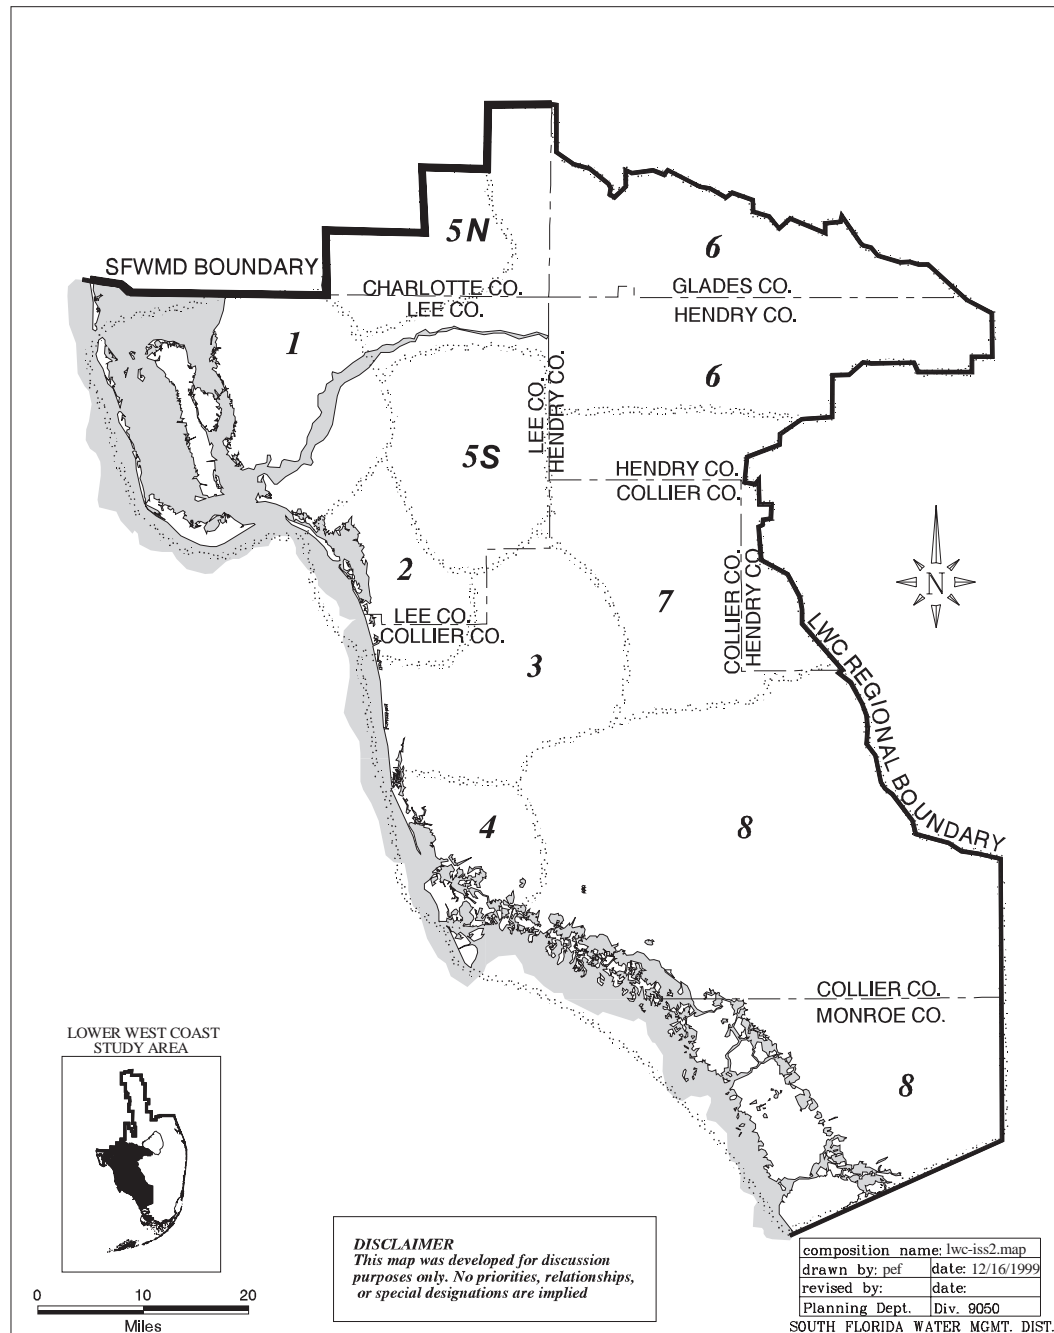 5N
6
SFWMD BOUNDARY
CHARLOTTE CO.
LEE CO.
GLADES CO.
HENDRY CO.
1
6
LEE CO.
HENDRY CO.
5S
HENDRY CO.
COLLIER CO.
2
7
COLLIER CO.
HENDRY CO.
N
LEE CO.
COLLIER CO.
3
LWC REGIONAL BOUNDARY
4
8
COLLIER CO.
MONROE CO.
8
LOWER WEST COAST
STUDY AREA
DISCLAIMER
This map was developed for discussion
purposes only. No priorities, relationships,
or special designations are implied
0 10 20
Miles
composition name: lwc-iss2.map
drawn by: pef date: 12/16/1999
revised by: date:
Planning Dept. Div. 9050
SOUTH FLORIDA WATER MGMT. DIST.